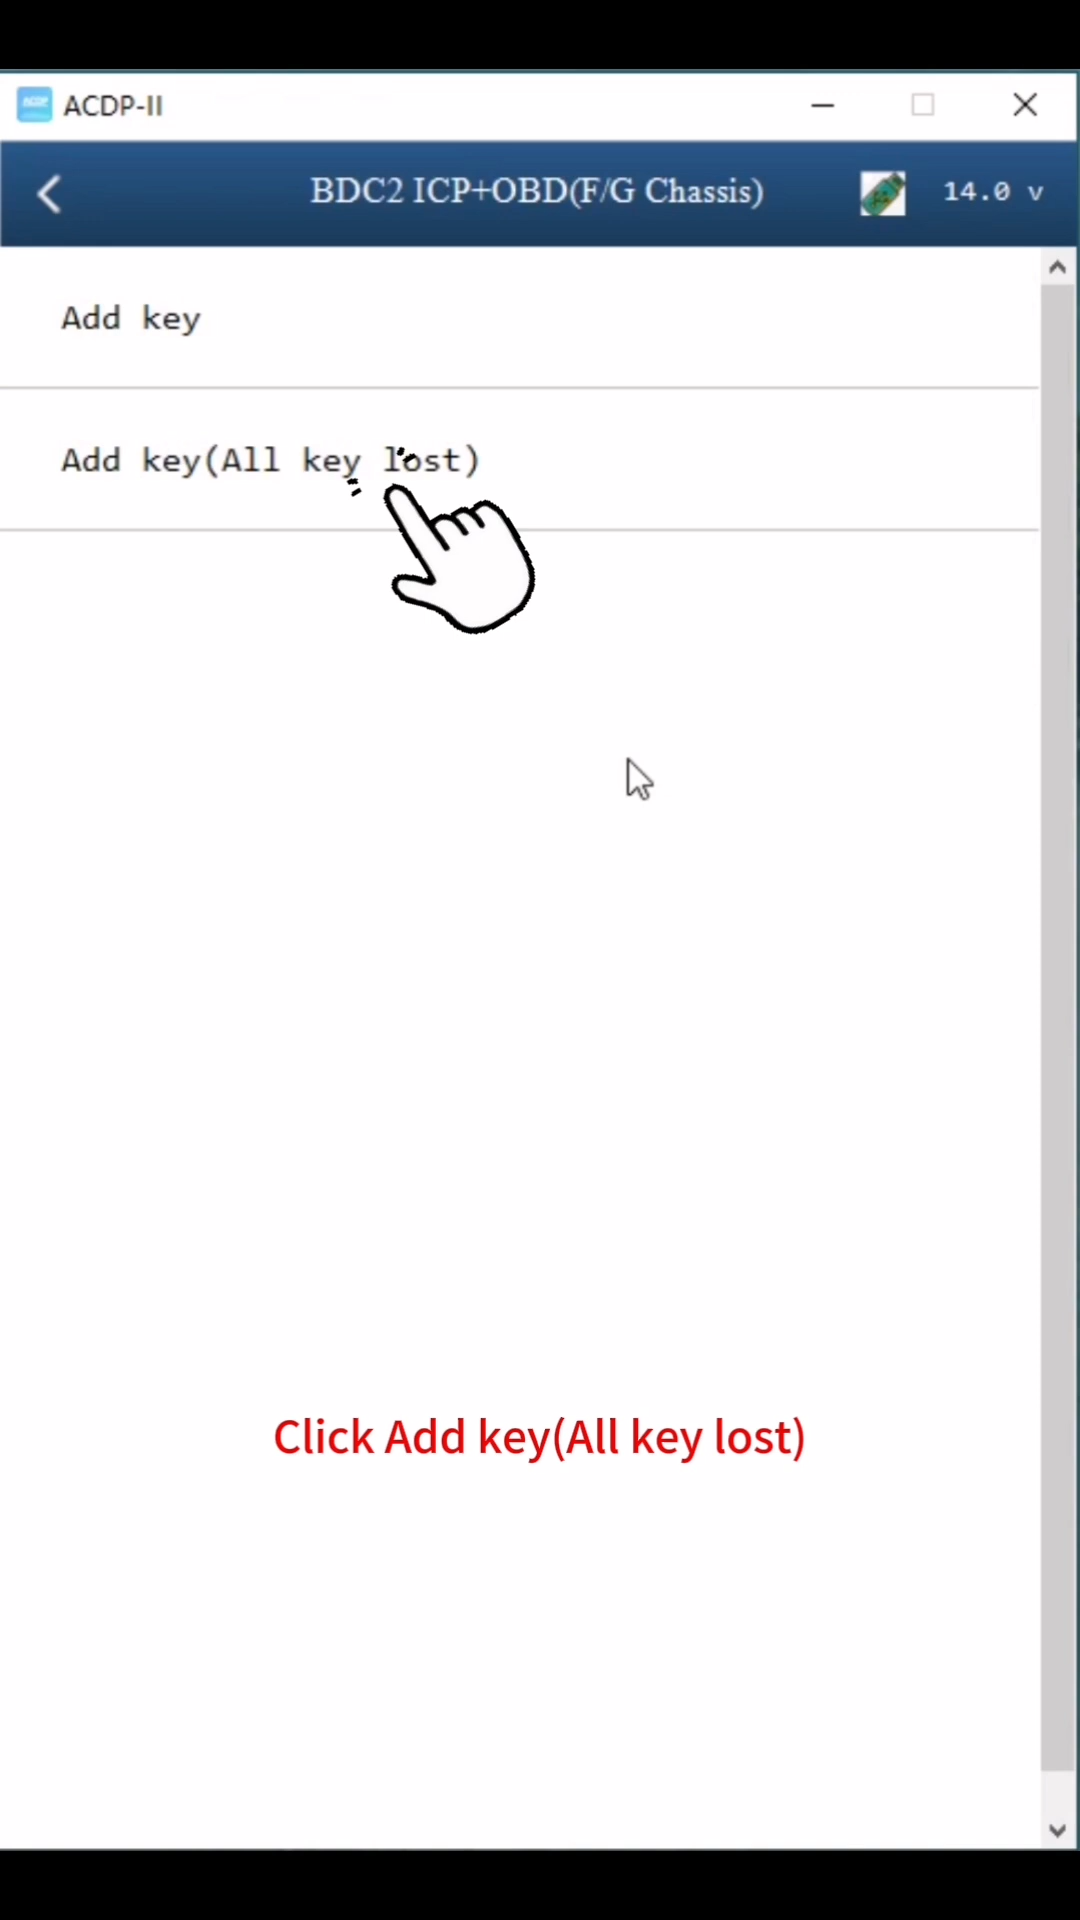 ACDP-II
BDC2 ICP+OBD(F/G Chassis)
14.0 v
Add key
Add key(All key lost)
Click Add key(All key lost)